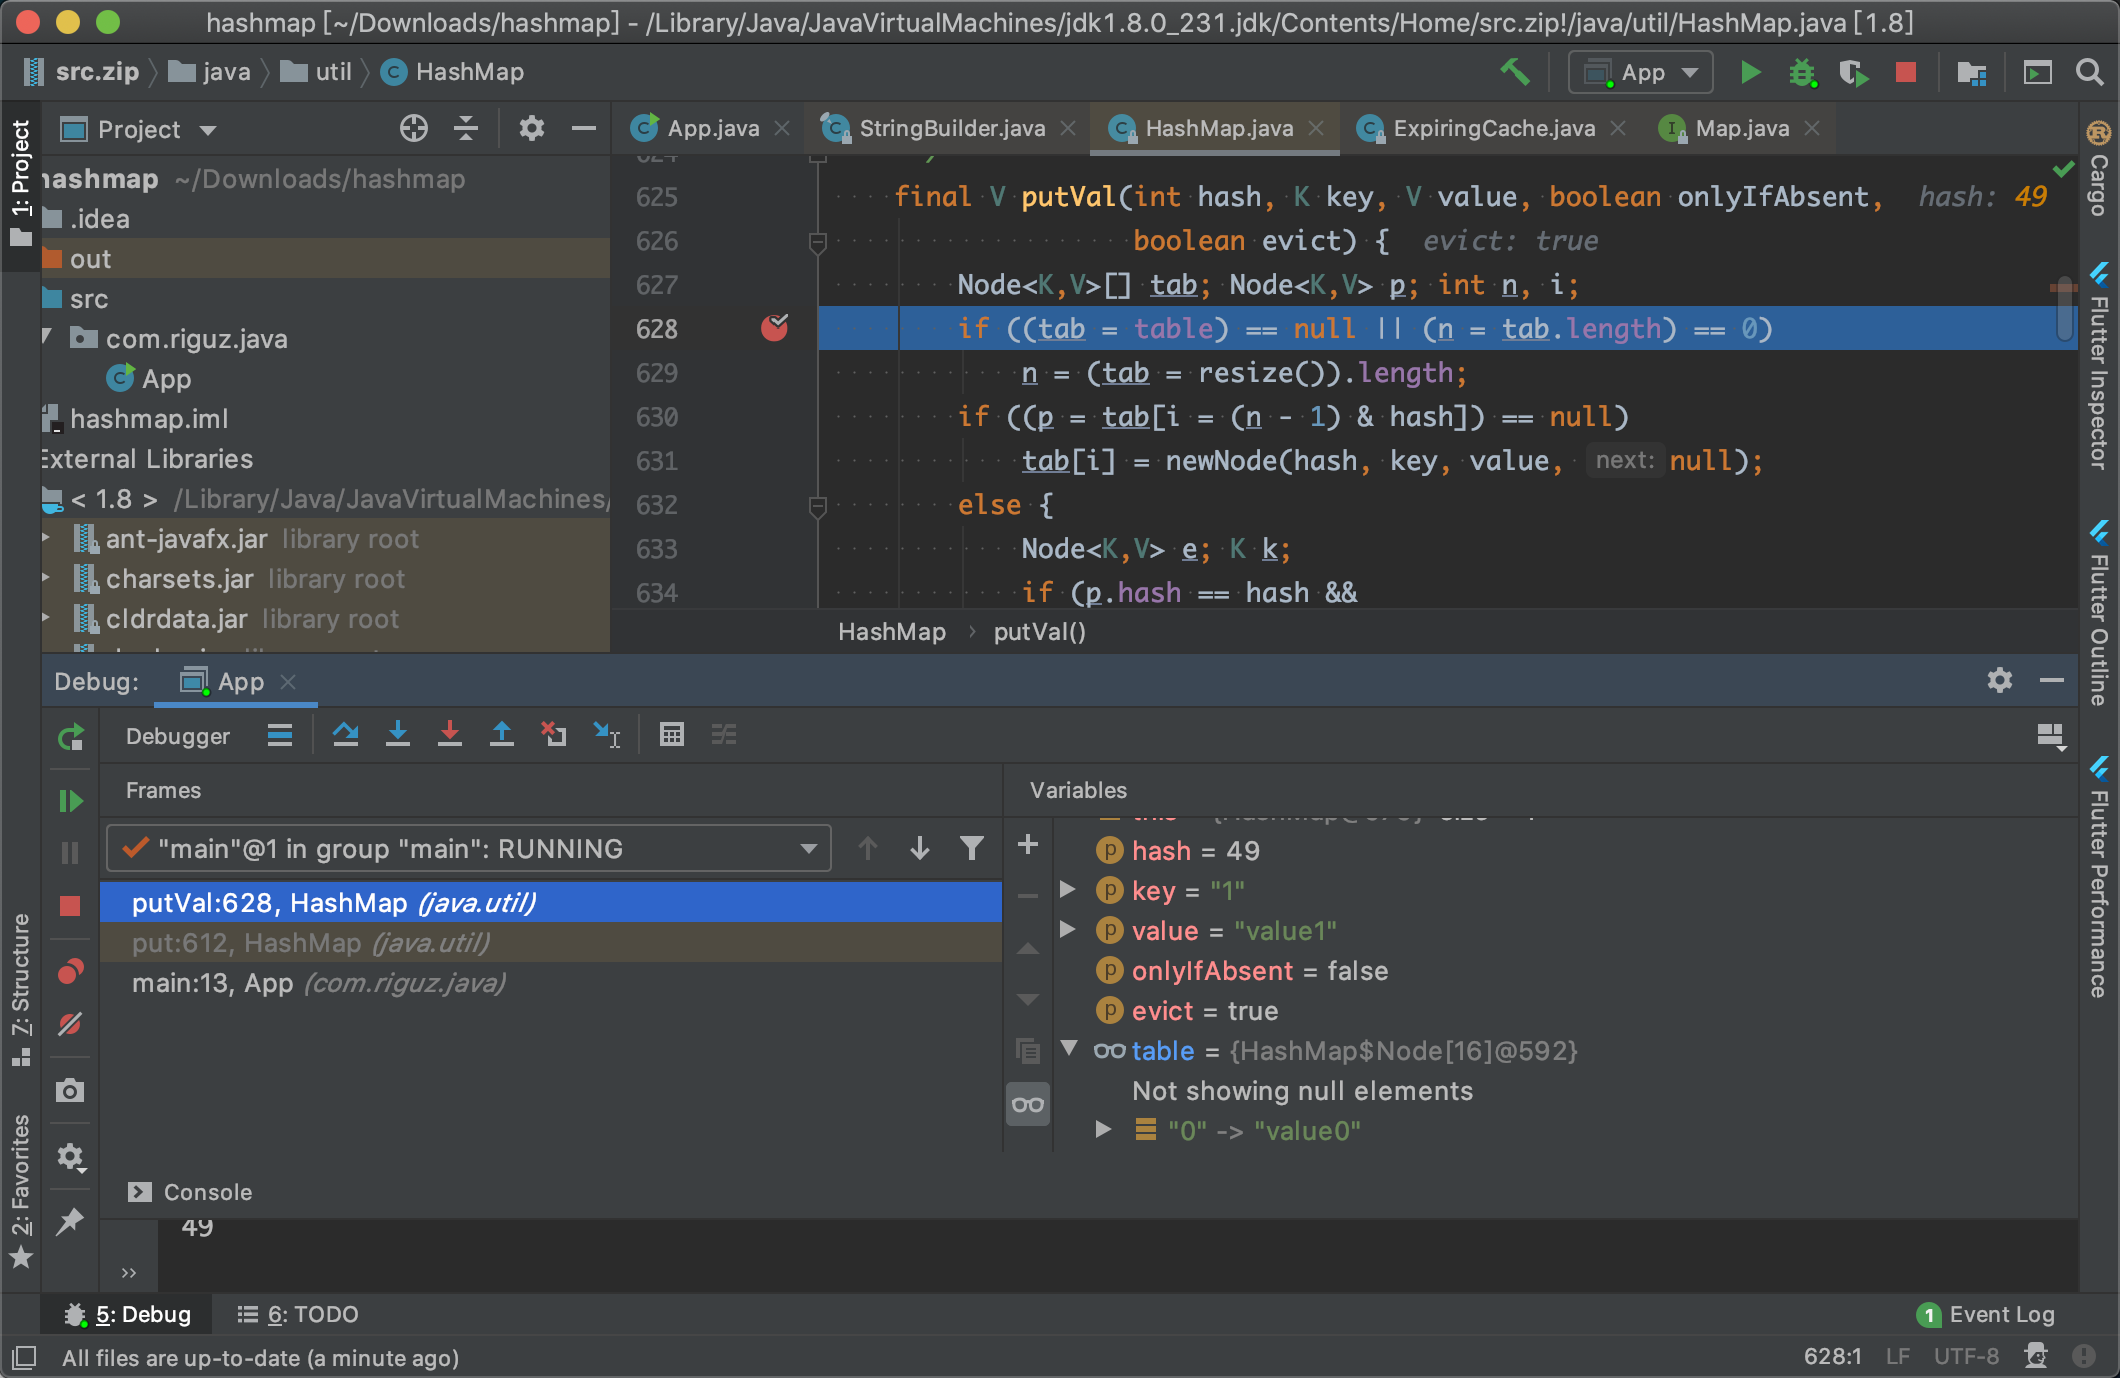 hashmap [~/Downloads/hashmap] - /Library/Java/JavaVirtualMachines/jdk1.8.0_231.jdk/Contents/Home/src.zip!/java/util/HashMap.java [1.8]
src.zip java util HashMap
App
1: Project
Project
App.java
StringBuilder.java
HashMap.java
ExpiringCache.java
Map.java
hashmap ~/Downloads/hashmap
.idea
out
src
com.riguz.java
App
hashmap.iml
External Libraries
< 1.8 > /Library/Java/JavaVirtualMachines/
ant-javafx.jar library root
charsets.jar library root
cldrdata.jar library root
624
625 final V putVal(int hash, K key, V value, boolean onlyIfAbsent, hash: 49
626 boolean evict) { evict: true
627 Node<K,V>[] tab; Node<K,V> p; int n, i;
628 if ((tab = table) == null || (n = tab.length) == 0)
629 n = (tab = resize()).length;
630 if ((p = tab[i = (n - 1) & hash]) == null)
631 tab[i] = newNode(hash, key, value, next: null);
632 else {
633 Node<K,V> e; K k;
634 if (p.hash == hash &&
HashMap › putVal()
Cargo
Flutter Inspector
Flutter Outline
Flutter Performance
Debug: App
Debugger
Frames
"main"@1 in group "main": RUNNING
putVal:628, HashMap (java.util)
put:612, HashMap (java.util)
main:13, App (com.riguz.java)
Variables
hash = 49
key = "1"
value = "value1"
onlyIfAbsent = false
evict = true
table = {HashMap$Node[16]@592}
Not showing null elements
"0" -> "value0"
7: Structure
2: Favorites
Console
49
»
5: Debug
6: TODO
1 Event Log
All files are up-to-date (a minute ago)
628:1 LF UTF-8